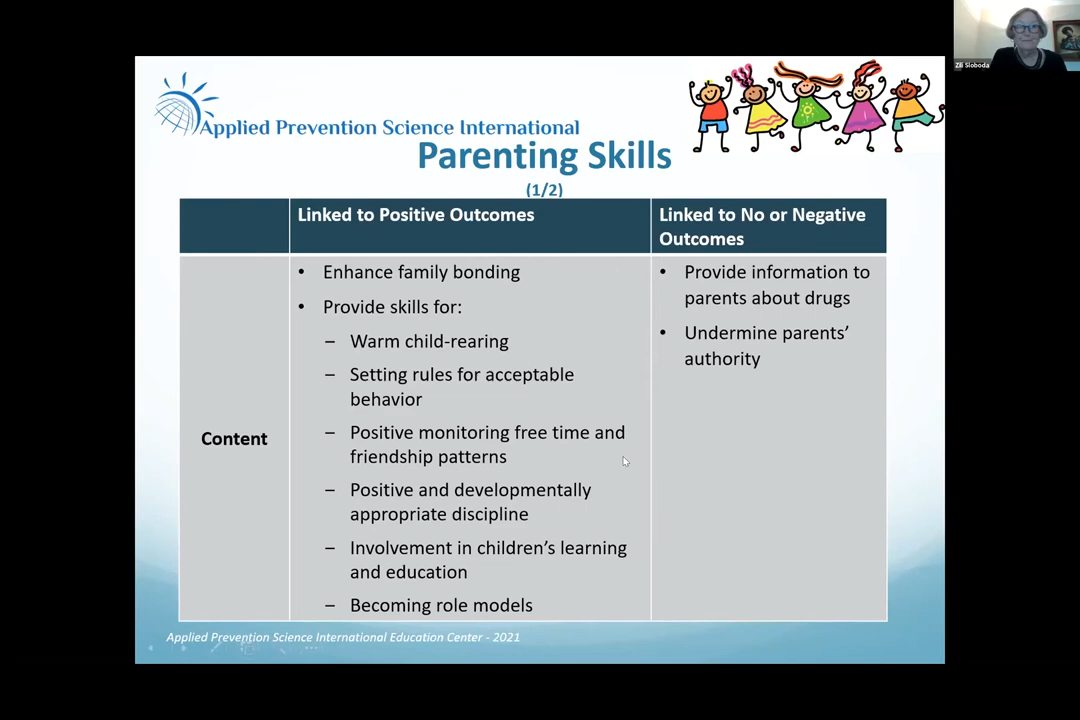 Zili Sloboda
Applied Prevention Science International
Parenting Skills
(1/2)
Linked to Positive Outcomes
Linked to No or Negative
Outcomes
Content
• Enhance family bonding
• Provide skills for:
– Warm child-rearing
– Setting rules for acceptable
behavior
– Positive monitoring free time and
friendship patterns
– Positive and developmentally
appropriate discipline
– Involvement in children’s learning
and education
– Becoming role models
• Provide information to
parents about drugs
• Undermine parents’
authority
Applied Prevention Science International Education Center - 2021